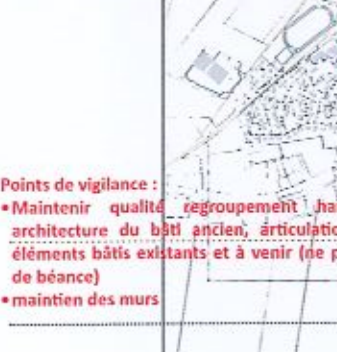 Points de vigilance :
• Maintenir qualité regroupement ha
architecture du bâti ancien, articulatio
éléments bâtis existants et à venir (ne p
de béance)
• maintien des murs